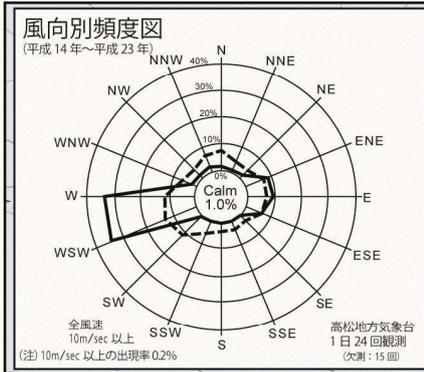 風向別頻度図
(平成 14 年～平成 23 年)
N
NNW
NNE
40%
NW
NE
30%
20%
WNW
ENE
10%
0%
W
Calm
1.0%
E
WSW
ESE
SW
SE
SSW
SSE
S
全風速
10m/sec 以上
(注) 10m/sec 以上の出現率 0.2%
高松地方気象台
1 日 24 回観測
(欠測 : 15 回)